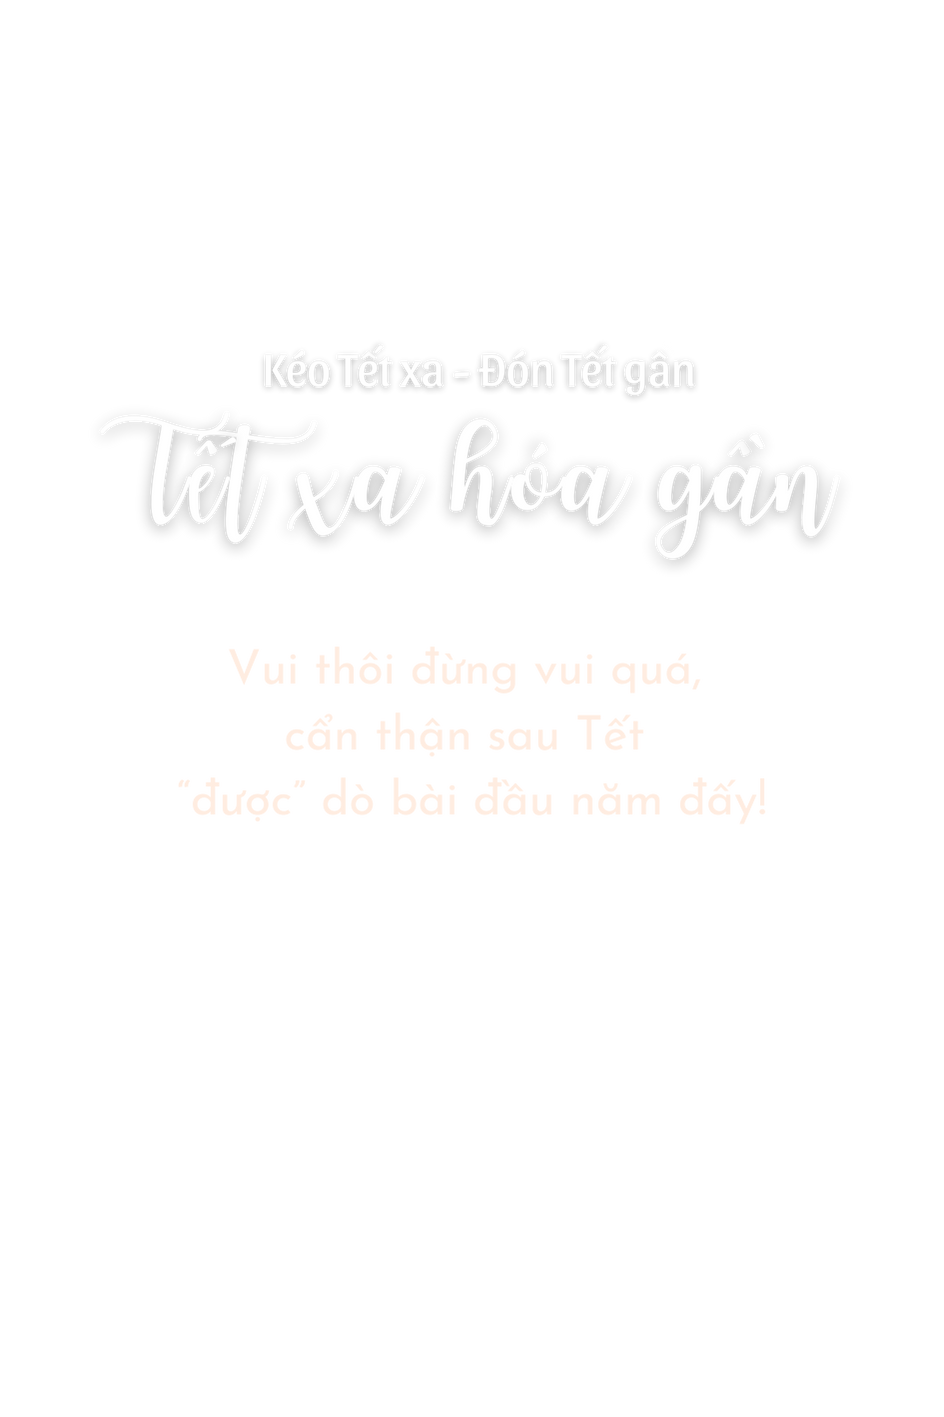 Kéo Tết xa - Đón Tết gần
Tết xa hóa gần
Vui thôi đừng vui quá,
cẩn thận sau Tết
“được” dò bài đầu năm đấy!